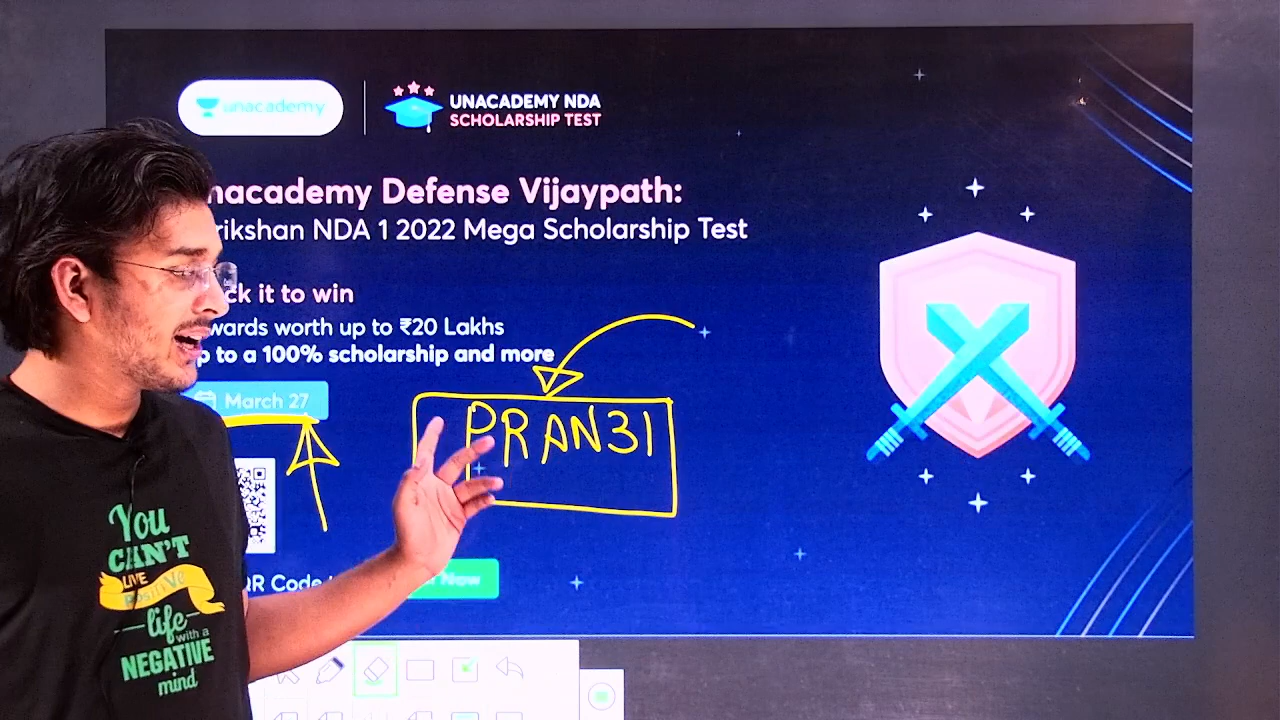 unacademy
UNACADEMY NDA
SCHOLARSHIP TEST
nacademy Defense Vijaypath:
rikshan NDA 1 2022 Mega Scholarship Test
ck it to win
wards worth up to ₹20 Lakhs
p to a 100% scholarship and more
March 27
PRAN31
QR Code
Now
You
CAN'T
LIVE
POSITIVE
life
with a
NEGATIVE
mind